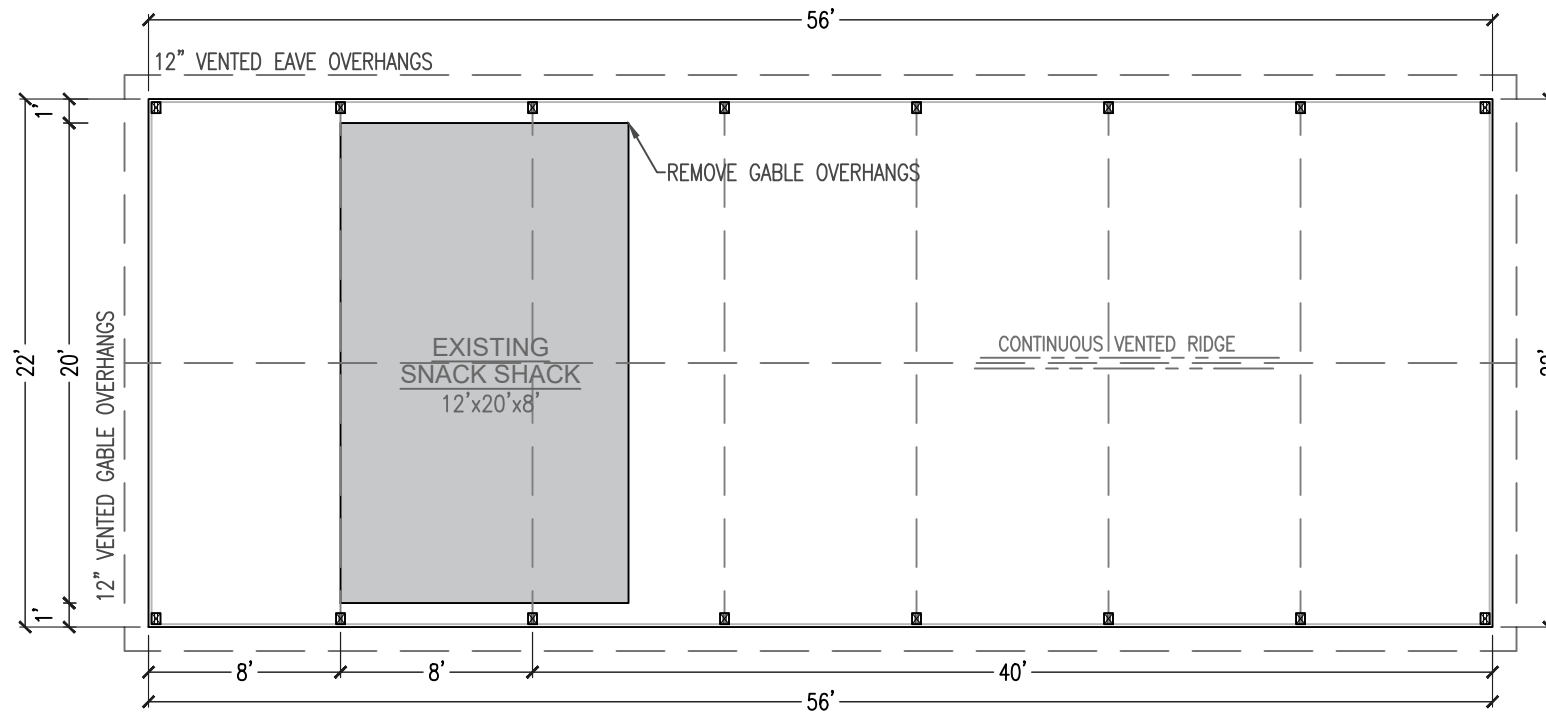 56'
12” VENTED EAVE OVERHANGS
1'
REMOVE GABLE OVERHANGS
22'
20'
12” VENTED GABLE OVERHANGS
EXISTING
SNACK SHACK
12'x20'x8'
CONTINUOUS VENTED RIDGE
1'
8'
8'
40'
56'